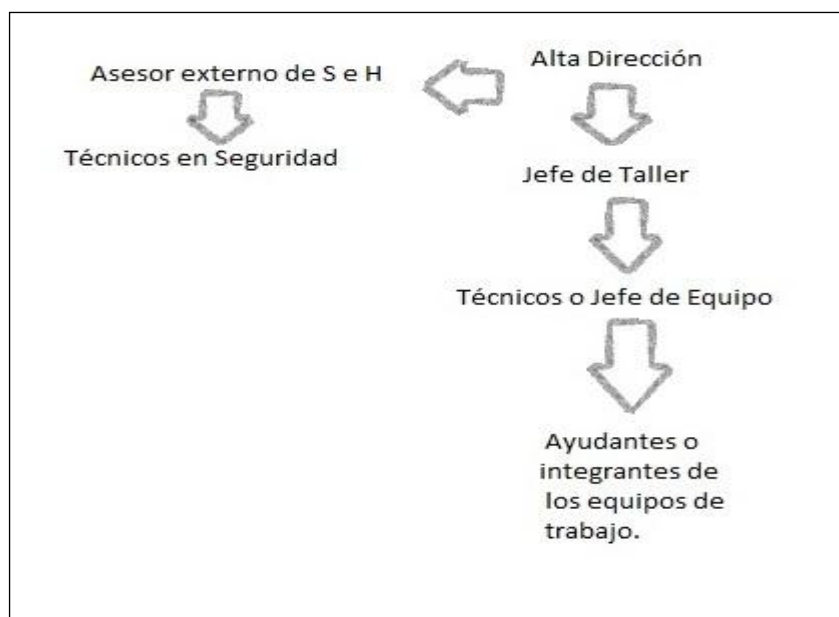 Alta Dirección
Asesor externo de S e H
Técnicos en Seguridad
Jefe de Taller
Técnicos o Jefe de Equipo
Ayudantes o
integrantes de
los equipos de
trabajo.